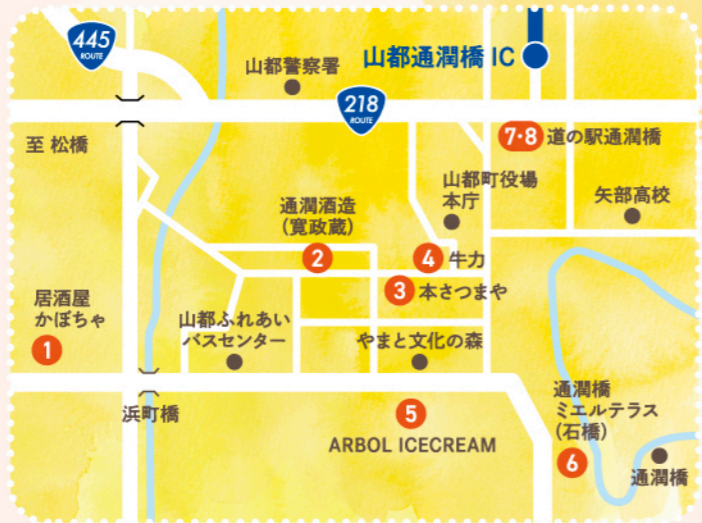 445
ROUTE
山都警察署
山都通潤橋 IC
218
ROUTE
至 松橋
7・8 道の駅通潤橋
山都町役場
本庁
矢部高校
通潤酒造
(寛政蔵)
2
4 牛力
3 本さつまや
居酒屋
かぼちゃ
1
山都ふれあい
バスセンター
やまと文化の森
浜町橋
5
ARBOL ICECREAM
通潤橋
ミエルテラス
(石橋)
6
通潤橋